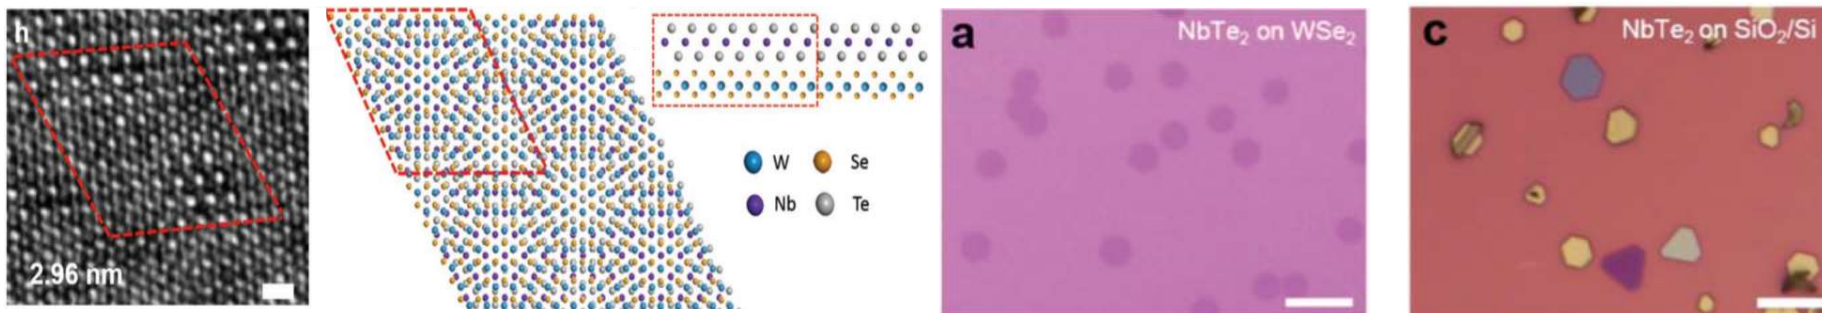 h
2.96 nm
W
Se
Nb
Te
a
NbTe₂ on WSe₂
c
NbTe₂ on SiO₂/Si